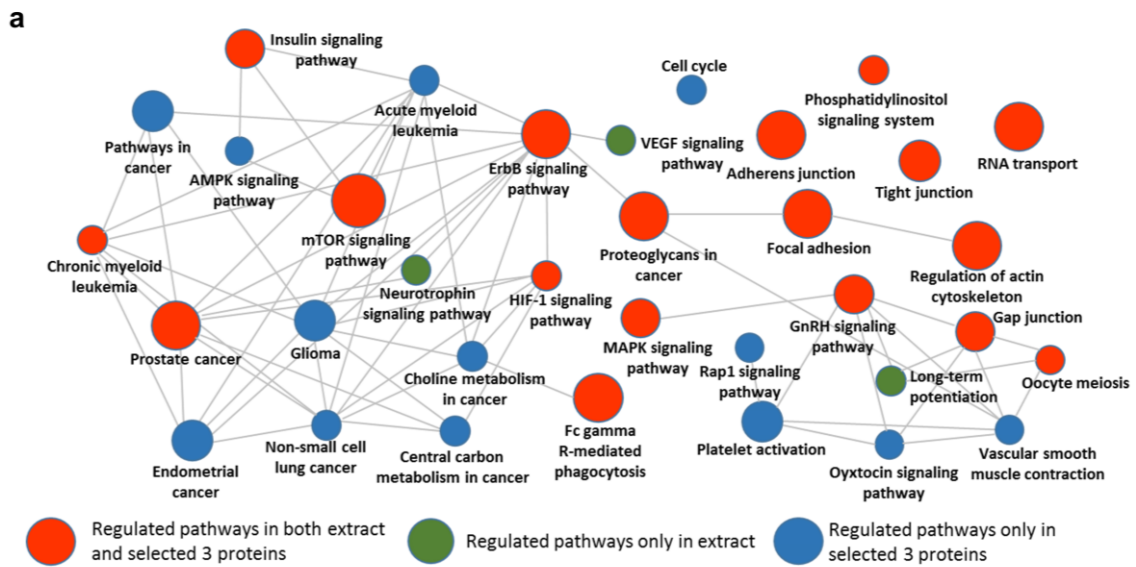 a
Insulin signaling
pathway
Acute myeloid
leukemia
Cell cycle
Phosphatidylinositol
signaling system
Pathways in
cancer
AMPK signaling
pathway
ErbB signaling
pathway
VEGF signaling
pathway
Adherens junction
Tight junction
RNA transport
mTOR signaling
pathway
Chronic myeloid
leukemia
Neurotrophin
signaling pathway
HIF-1 signaling
pathway
Proteoglycans in
cancer
Focal adhesion
Regulation of actin
cytoskeleton
Prostate cancer
Glioma
Choline metabolism
in cancer
MAPK signaling
pathway
GnRH signaling
pathway
Gap junction
Rap1 signaling
pathway
Long-term
potentiation
Oocyte meiosis
Endometrial
cancer
Non-small cell
lung cancer
Central carbon
metabolism in cancer
Fc gamma
R-mediated
phagocytosis
Platelet activation
Oyxtocin signaling
pathway
Vascular smooth
muscle contraction
Regulated pathways in both extract
and selected 3 proteins
Regulated pathways only in extract
Regulated pathways only in
selected 3 proteins